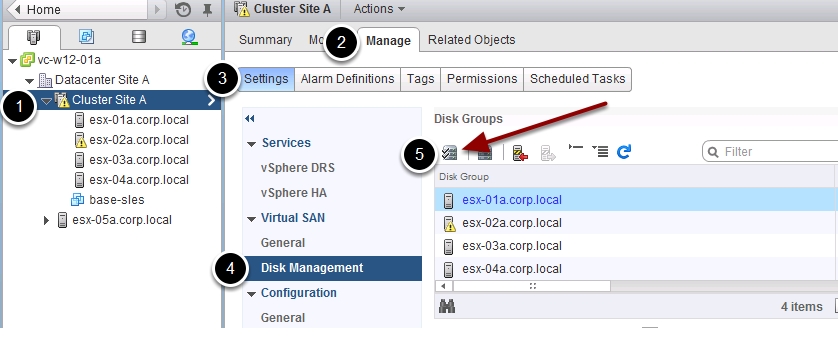 Home
vc-w12-01a
Datacenter Site A
1
Cluster Site A
esx-01a.corp.local
esx-02a.corp.local
esx-03a.corp.local
esx-04a.corp.local
base-sles
esx-05a.corp.local
Cluster Site A Actions
Summary Mo 2 Manage Related Objects
3 Settings Alarm Definitions Tags Permissions Scheduled Tasks
Services
vSphere DRS
vSphere HA
Virtual SAN
General
4 Disk Management
Configuration
General
Disk Groups
5 Filter
Disk Group
esx-01a.corp.local
esx-02a.corp.local
esx-03a.corp.local
esx-04a.corp.local
4 items